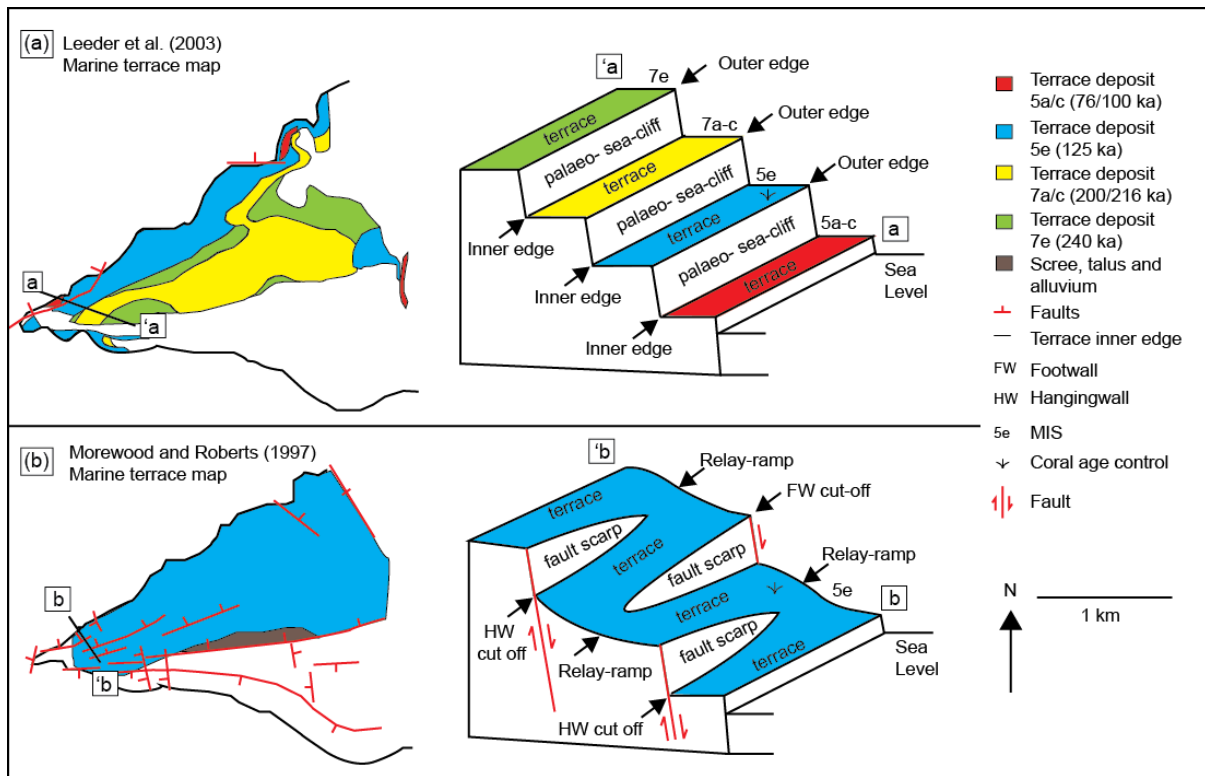 (a) Leeder et al. (2003)
Marine terrace map
a
'a
'a
7e
Outer edge
terrace
palaeo- sea-cliff
7a-c
Outer edge
terrace
palaeo- sea-cliff
5e
Outer edge
Inner edge
terrace
palaeo- sea-cliff
5a-c
a
Inner edge
terrace
Sea
Level
Inner edge
(b) Morewood and Roberts (1997)
Marine terrace map
b
'b
'b
Relay-ramp
terrace
FW cut-off
fault scarp
terrace
fault scarp
Relay-ramp
5e
b
HW
cut off
Relay-ramp
terrace
fault scarp
terrace
Sea
Level
HW cut off
Terrace deposit
5a/c (76/100 ka)
Terrace deposit
5e (125 ka)
Terrace deposit
7a/c (200/216 ka)
Terrace deposit
7e (240 ka)
Scree, talus and
alluvium
Faults
Terrace inner edge
FW Footwall
HW Hangingwall
5e MIS
Coral age control
Fault
N
1 km